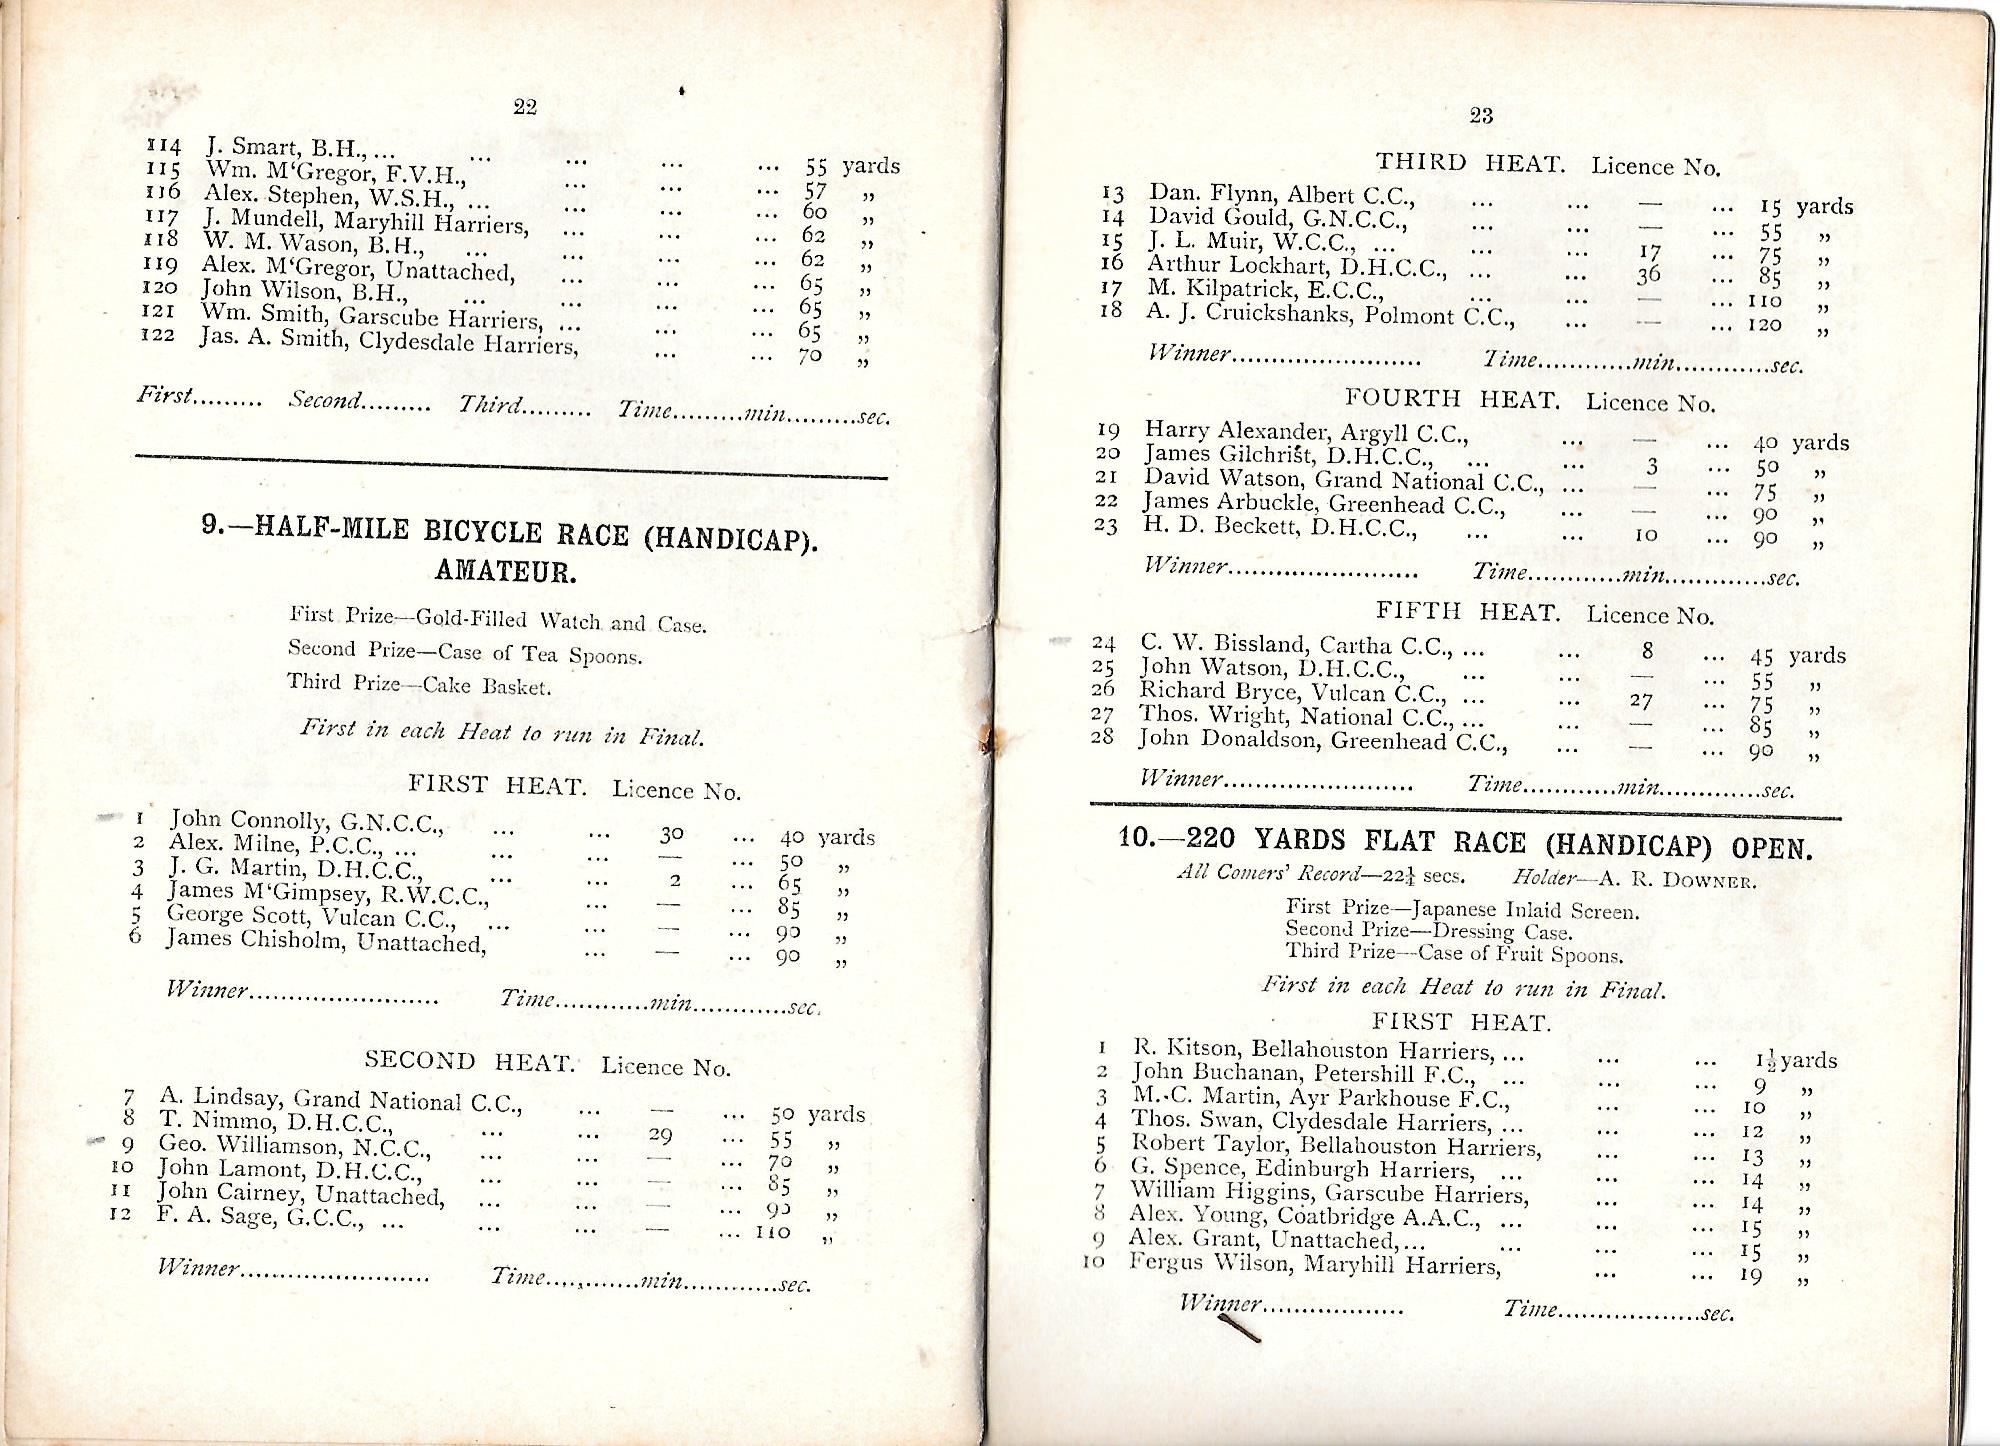 22
114 J. Smart, B.H., ... ... ... ... ... 55 yards
115 Wm. M‘Gregor, F.V.H., ... ... ... 57 „
116 Alex. Stephen, W.S.H., ... ... ... ... 60 „
117 J. Mundell, Maryhill Harriers, ... ... ... 62 „
118 W. M. Wason, B.H., ... ... ... ... 62 „
119 Alex. M‘Gregor, Unattached, ... ... ... 65 „
120 John Wilson, B.H., ... ... ... ... 65 „
121 Wm. Smith, Garscube Harriers, ... ... ... 65 „
122 Jas. A. Smith, Clydesdale Harriers, ... ... 70 „
First......... Second......... Third......... Time.........min.........sec.
9.—HALF-MILE BICYCLE RACE (HANDICAP).
AMATEUR.
First Prize—Gold-Filled Watch and Case.
Second Prize—Case of Tea Spoons.
Third Prize—Cake Basket.
First in each Heat to run in Final.
FIRST HEAT. Licence No.
1 John Connolly, G.N.C.C., ... ... 30 ... 40 yards
2 Alex. Milne, P.C.C., ... ... ... — ... 50 „
3 J. G. Martin, D.H.C.C., ... ... 2 ... 65 „
4 James M‘Gimpsey, R.W.C.C., ... — ... 85 „
5 George Scott, Vulcan C.C., ... ... — ... 90 „
6 James Chisholm, Unattached, ... — ... 90 „
Winner........................ Time............min............sec.
SECOND HEAT. Licence No.
7 A. Lindsay, Grand National C.C., ... — ... 50 yards
8 T. Nimmo, D.H.C.C., ... ... 29 ... 55 „
9 Geo. Williamson, N.C.C., ... ... — ... 70 „
10 John Lamont, D.H.C.C., ... ... — ... 85 „
11 John Cairney, Unattached, ... ... — ... 90 „
12 F. A. Sage, G.C.C., ... ... ... — ... 110 „
Winner........................ Time............min............sec.
23
THIRD HEAT. Licence No.
13 Dan. Flynn, Albert C.C., ... ... — ... 15 yards
14 David Gould, G.N.C.C., ... ... — ... 55 „
15 J. L. Muir, W.C.C., ... ... ... 17 ... 75 „
16 Arthur Lockhart, D.H.C.C., ... ... 36 ... 85 „
17 M. Kilpatrick, E.C.C., ... ... — ... 110 „
18 A. J. Cruickshanks, Polmont C.C., ... — ... 120 „
Winner........................ Time............min............sec.
FOURTH HEAT. Licence No.
19 Harry Alexander, Argyll C.C., ... — ... 40 yards
20 James Gilchrist, D.H.C.C., ... ... 3 ... 50 „
21 David Watson, Grand National C.C., ... — ... 75 „
22 James Arbuckle, Greenhead C.C., ... — ... 90 „
23 H. D. Beckett, D.H.C.C., ... ... 10 ... 90 „
Winner........................ Time............min............sec.
FIFTH HEAT. Licence No.
24 C. W. Bissland, Cartha C.C., ... ... 8 ... 45 yards
25 John Watson, D.H.C.C., ... ... — ... 55 „
26 Richard Bryce, Vulcan C.C., ... ... 27 ... 75 „
27 Thos. Wright, National C.C., ... ... — ... 85 „
28 John Donaldson, Greenhead C.C., ... — ... 90 „
Winner........................ Time............min............sec.
10.—220 YARDS FLAT RACE (HANDICAP) OPEN.
All Comers' Record—22¼ secs. Holder—A. R. DOWNER.
First Prize—Japanese Inlaid Screen.
Second Prize—Dressing Case.
Third Prize—Case of Fruit Spoons.
First in each Heat to run in Final.
FIRST HEAT.
1 R. Kitson, Bellahouston Harriers, ... ... ... 1½ yards
2 John Buchanan, Petershill F.C., ... ... ... 9 „
3 M. C. Martin, Ayr Parkhouse F.C., ... ... 10 „
4 Thos. Swan, Clydesdale Harriers, ... ... ... 12 „
5 Robert Taylor, Bellahouston Harriers, ... ... 13 „
6 G. Spence, Edinburgh Harriers, ... ... ... 14 „
7 William Higgins, Garscube Harriers, ... ... 14 „
8 Alex. Young, Coatbridge A.A.C., ... ... ... 15 „
9 Alex. Grant, Unattached,... ... ... ... 15 „
10 Fergus Wilson, Maryhill Harriers, ... ... 19 „
Winner.................. Time..................sec.